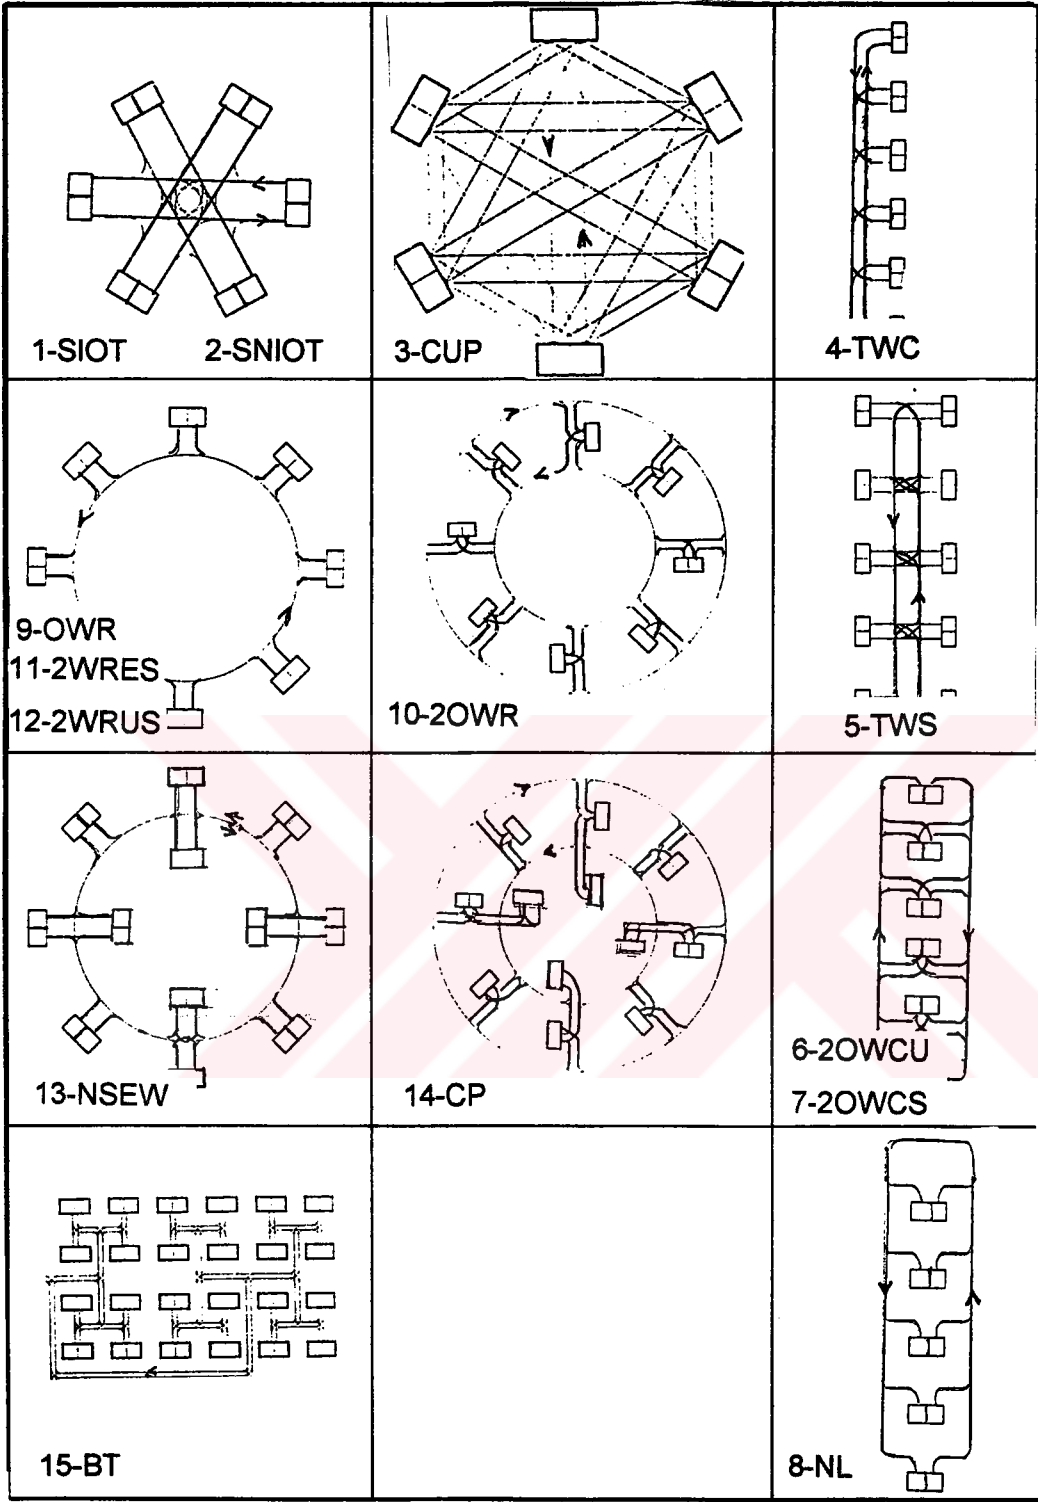 1-SIOT 2-SNIOT
3-CUP
4-TWC
9-OWR
11-2WRES
12-2WRUS
10-2OWR
5-TWS
13-NSEW
14-CP
6-2OWCU
7-2OWCS
15-BT
8-NL